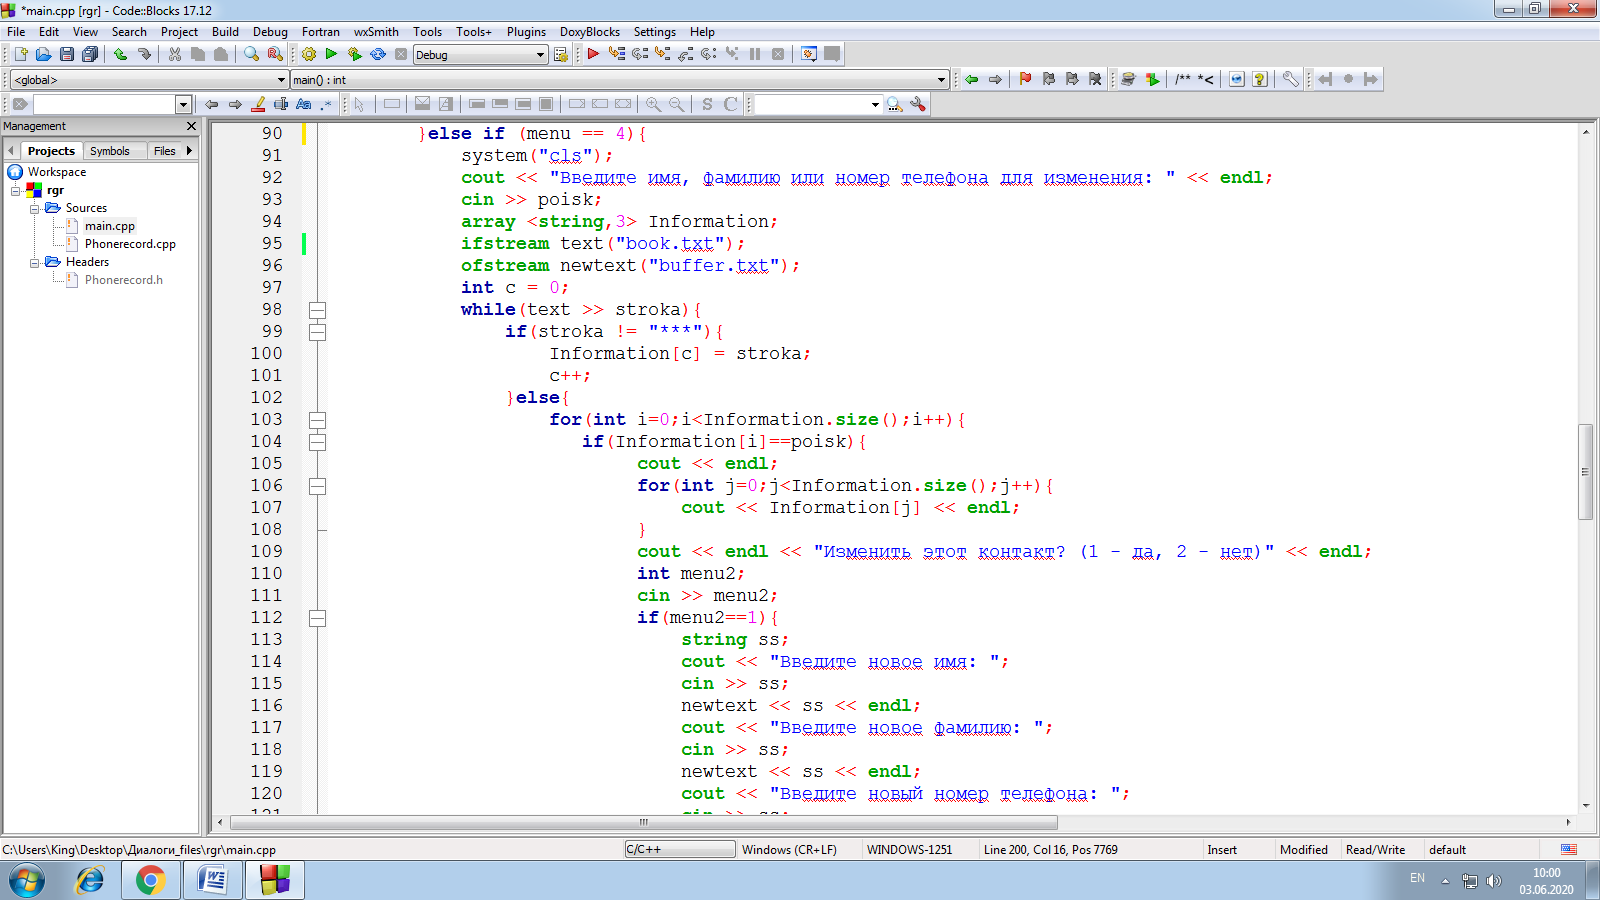 *main.cpp [rgr] - Code::Blocks 17.12
File Edit View Search Project Build Debug Fortran wxSmith Tools Tools+ Plugins DoxyBlocks Settings Help
Debug
<global> main() : int
/** *<
Aa .*
S C
Management
Projects Symbols Files
Workspace
rgr
Sources
main.cpp
Phonerecord.cpp
Headers
Phonerecord.h
90 }else if (menu == 4){
91 system("cls");
92 cout << "Введите имя, фамилию или номер телефона для изменения: " << endl;
93 cin >> poisk;
94 array <string,3> Information;
95 ifstream text("book.txt");
96 ofstream newtext("buffer.txt");
97 int c = 0;
98 while(text >> stroka){
99 if(stroka != "***"){
100 Information[c] = stroka;
101 c++;
102 }else{
103 for(int i=0;i<Information.size();i++){
104 if(Information[i]==poisk){
105 cout << endl;
106 for(int j=0;j<Information.size();j++){
107 cout << Information[j] << endl;
108 }
109 cout << endl << "Изменить этот контакт? (1 - да, 2 - нет)" << endl;
110 int menu2;
111 cin >> menu2;
112 if(menu2==1){
113 string ss;
114 cout << "Введите новое имя: ";
115 cin >> ss;
116 newtext << ss << endl;
117 cout << "Введите новое фамилию: ";
118 cin >> ss;
119 newtext << ss << endl;
120 cout << "Введите новый номер телефона: ";
121 cin >> ss;
C:\Users\King\Desktop\Диалоги_files\rgr\main.cpp C/C++ Windows (CR+LF) WINDOWS-1251 Line 200, Col 16, Pos 7769 Insert Modified Read/Write default
EN 10:00
03.06.2020